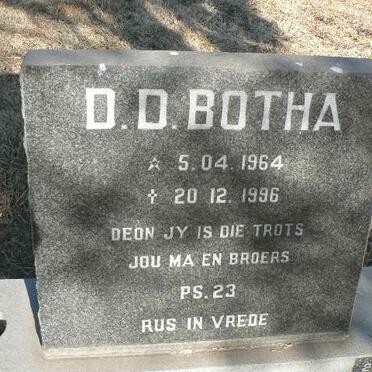 D.D. BOTHA
☆ 5.04.1964
✝ 20 12.1996
DEON JY IS DIE TROTS
JOU MA EN BROERS
PS.23
RUS IN VREDE